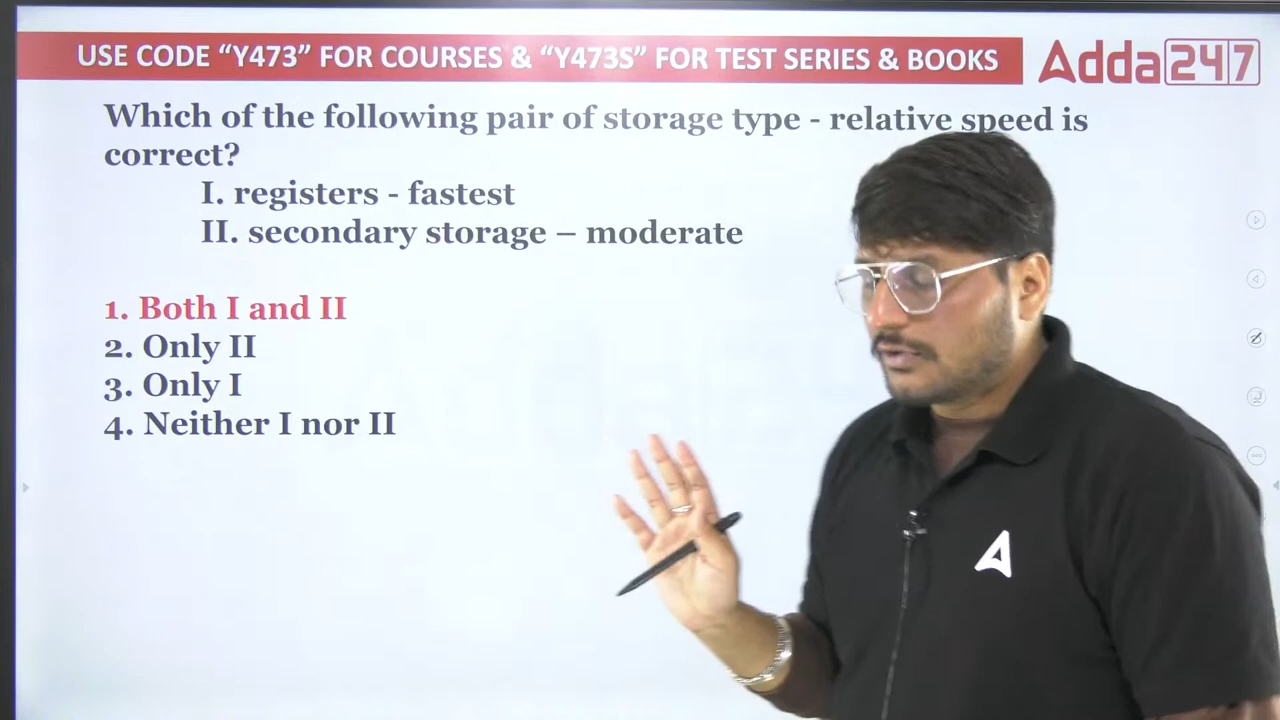 USE CODE “Y473” FOR COURSES & “Y473S” FOR TEST SERIES & BOOKS
Adda247
Which of the following pair of storage type - relative speed is
correct?
I. registers - fastest
II. secondary storage – moderate
1. Both I and II
2. Only II
3. Only I
4. Neither I nor II